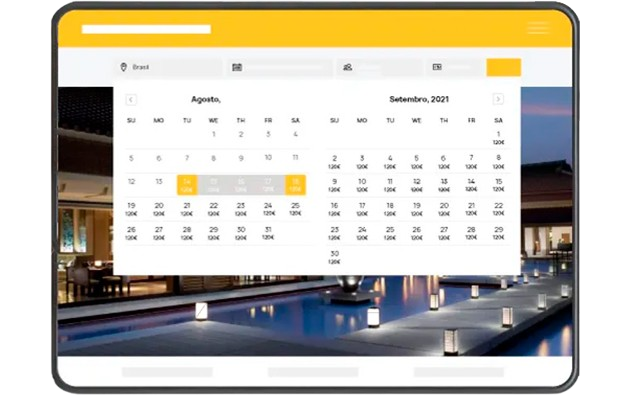 Brasil
Agosto,
SU MO TU WE TH FR SA
1 2 3 4
5 6 7 8 9 10 11
12 13 14 15 16 17 18
120€ 120€ 120€ 120€ 120€
19 20 21 22 23 24 25
120€ 120€ 120€ 120€ 120€ 120€ 120€
26 27 28 29 30 31
120€ 120€ 120€ 120€ 120€ 120€
Setembro, 2021
SU MO TU WE TH FR SA
1
120€
2 3 4 5 6 7 8
120€ 120€ 120€ 120€ 120€ 120€ 120€
9 10 11 12 13 14 15
120€ 120€ 120€ 120€ 120€ 120€ 120€
16 17 18 19 20 21 22
120€ 120€ 120€ 120€ 120€ 120€ 120€
23 24 25 26 27 28 29
120€ 120€ 120€ 120€ 120€ 120€ 120€
30
120€